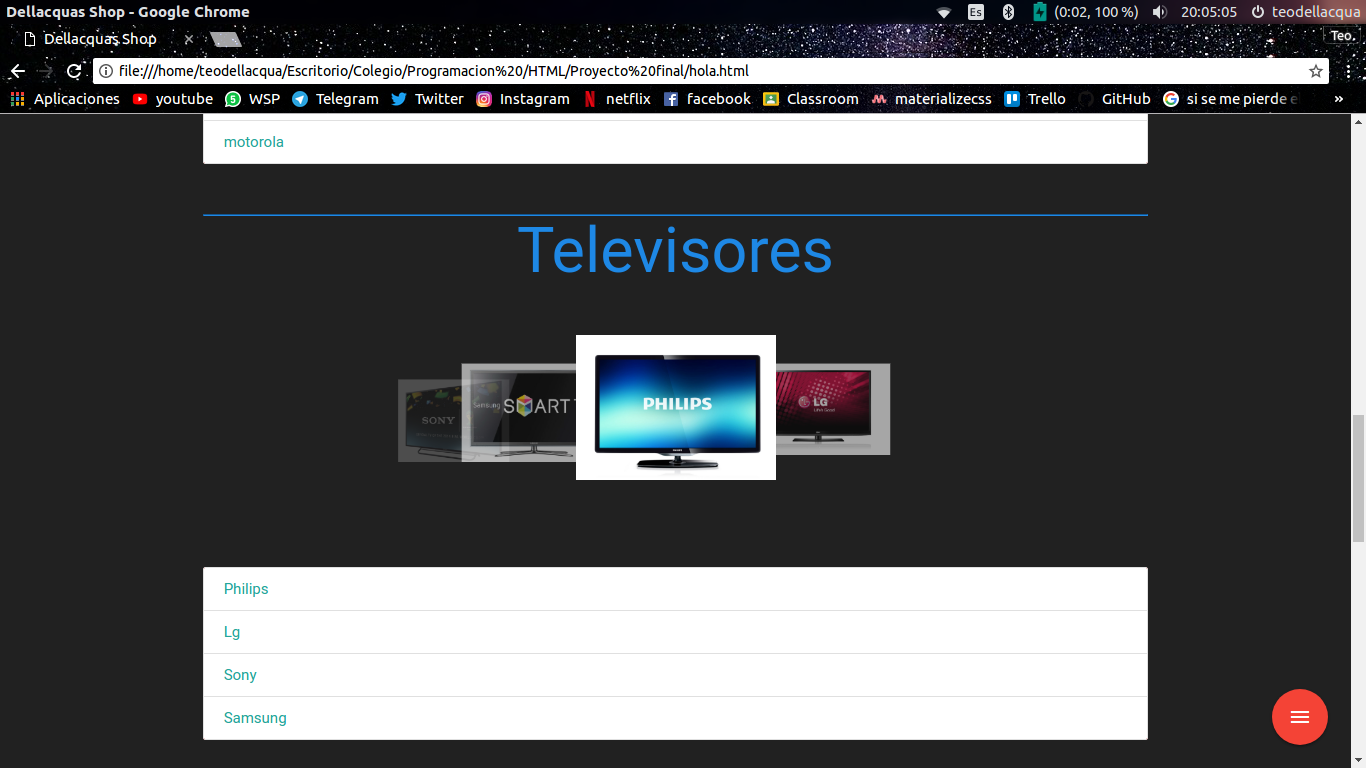 Dellacquas Shop - Google Chrome
Es
(0:02, 100 %)
20:05:05
teodellacqua
Dellacquas Shop
Teo.
file:///home/teodellacqua/Escritorio/Colegio/Programacion%20/HTML/Proyecto%20final/hola.html
Aplicaciones
youtube
WSP
Telegram
Twitter
Instagram
netflix
facebook
Classroom
materializecss
Trello
GitHub
si se me pierde e
»
motorola
Televisores
SONY
Samsung SMART T
PHILIPS
LG
Philips
Lg
Sony
Samsung